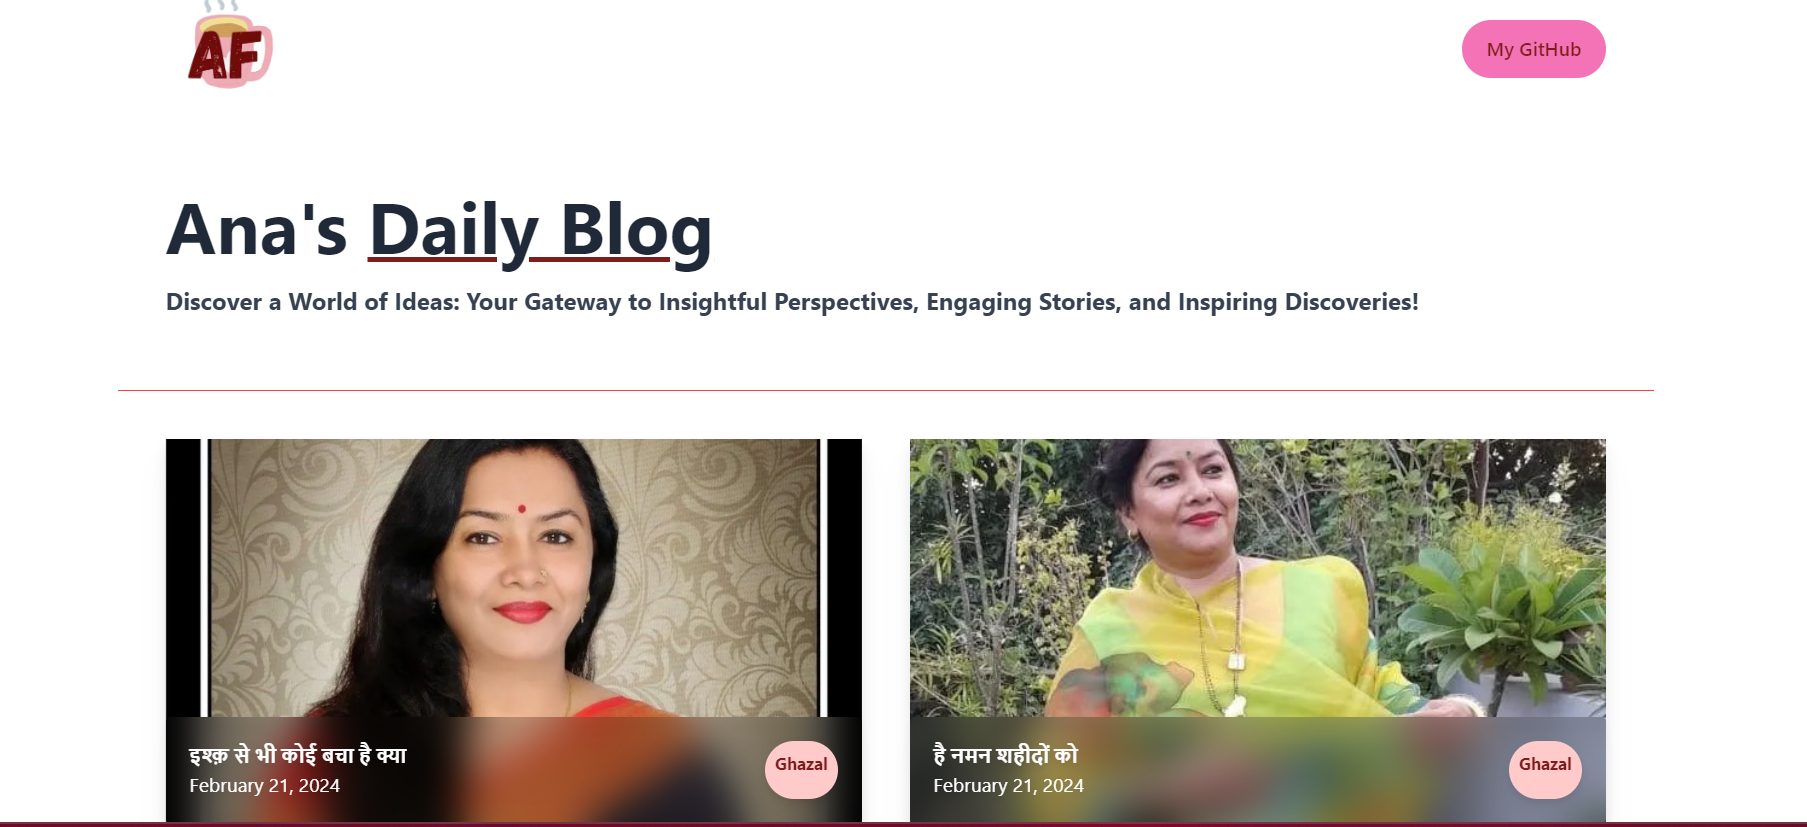 AF
My GitHub
Ana's Daily Blog
Discover a World of Ideas: Your Gateway to Insightful Perspectives, Engaging Stories, and Inspiring Discoveries!
इश्क़ से भी कोई बचा है क्या
February 21, 2024
Ghazal
है नमन शहीदों को
February 21, 2024
Ghazal